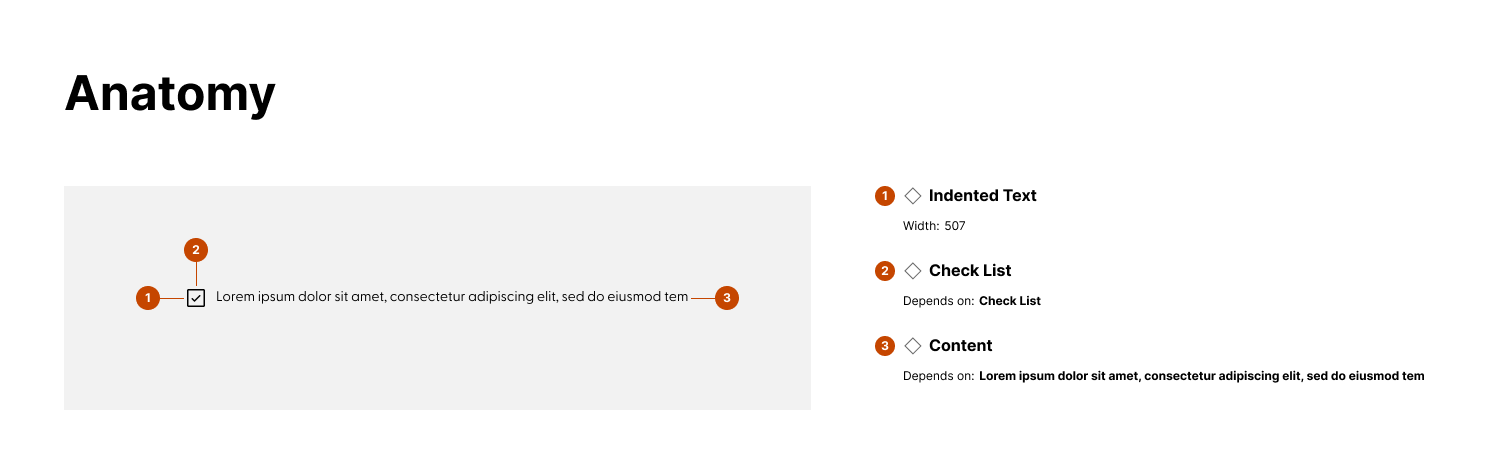 Anatomy
2
1
Lorem ipsum dolor sit amet, consectetur adipiscing elit, sed do eiusmod tem
3
1 Indented Text
Width: 507
2 Check List
Depends on: Check List
3 Content
Depends on: Lorem ipsum dolor sit amet, consectetur adipiscing elit, sed do eiusmod tem